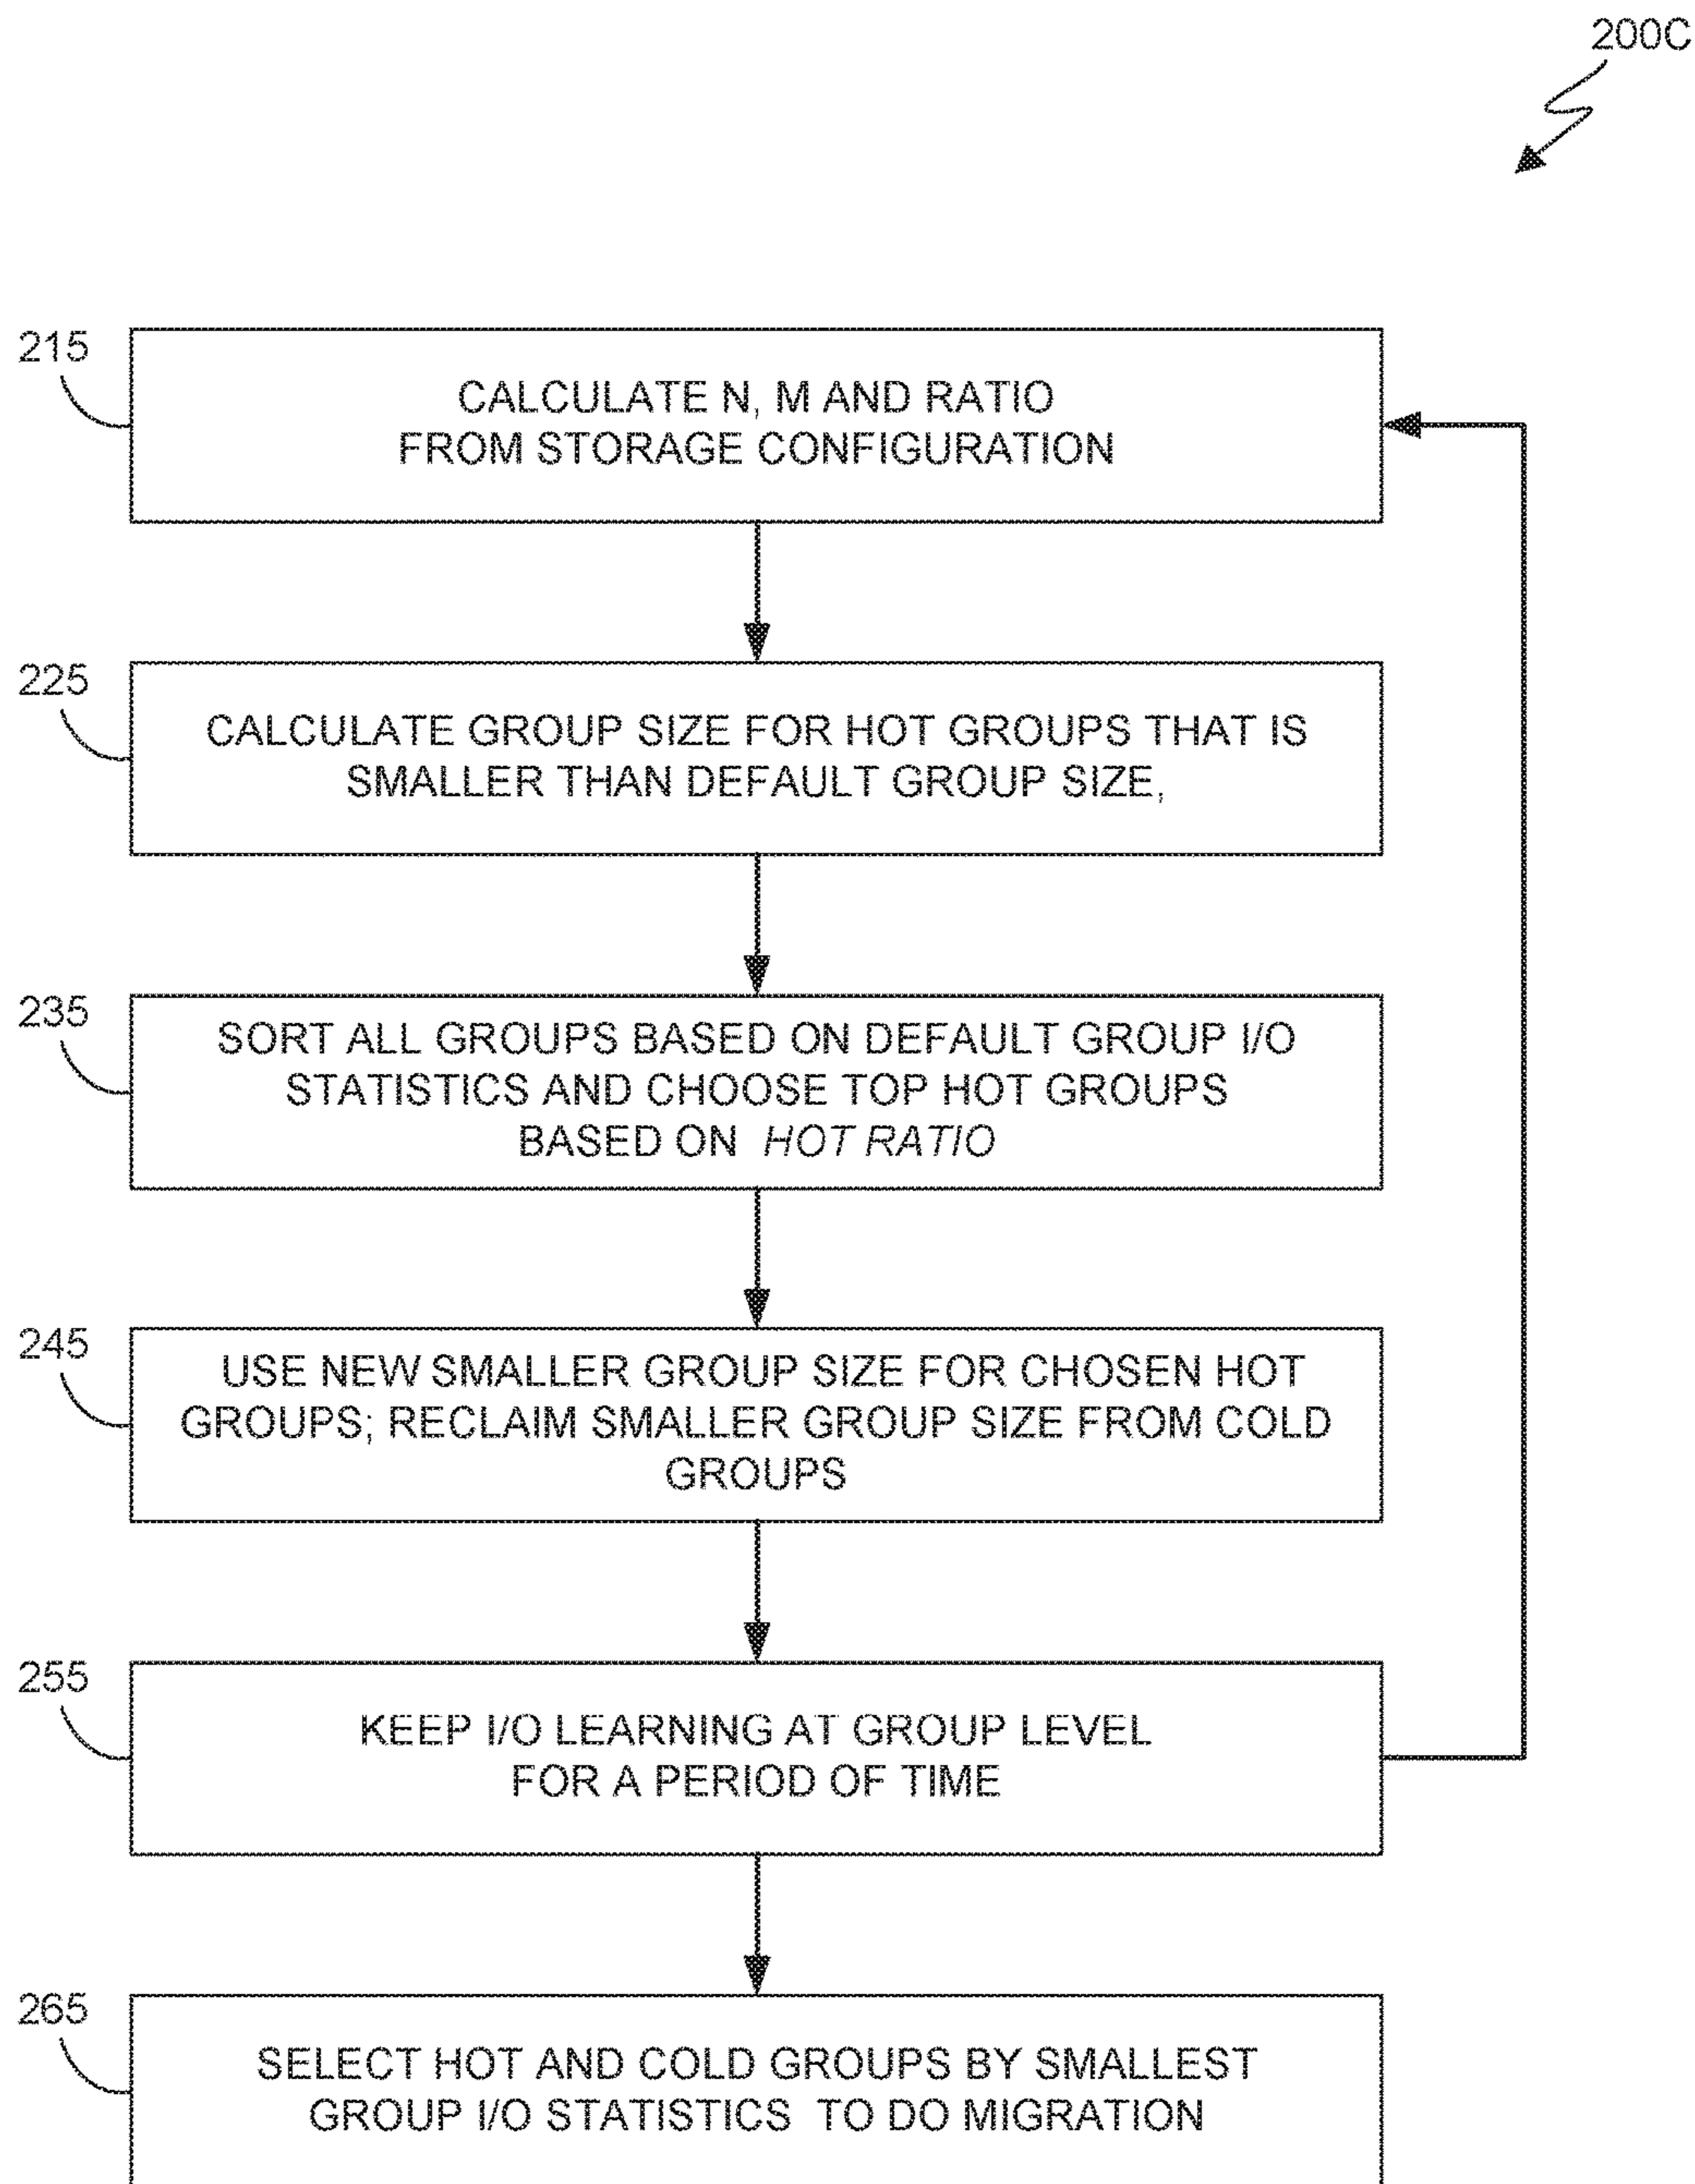 200C
215
CALCULATE N, M AND RATIO
FROM STORAGE CONFIGURATION
225
CALCULATE GROUP SIZE FOR HOT GROUPS THAT IS
SMALLER THAN DEFAULT GROUP SIZE,
235
SORT ALL GROUPS BASED ON DEFAULT GROUP I/O
STATISTICS AND CHOOSE TOP HOT GROUPS
BASED ON HOT RATIO
245
USE NEW SMALLER GROUP SIZE FOR CHOSEN HOT
GROUPS; RECLAIM SMALLER GROUP SIZE FROM COLD
GROUPS
255
KEEP I/O LEARNING AT GROUP LEVEL
FOR A PERIOD OF TIME
265
SELECT HOT AND COLD GROUPS BY SMALLEST
GROUP I/O STATISTICS TO DO MIGRATION